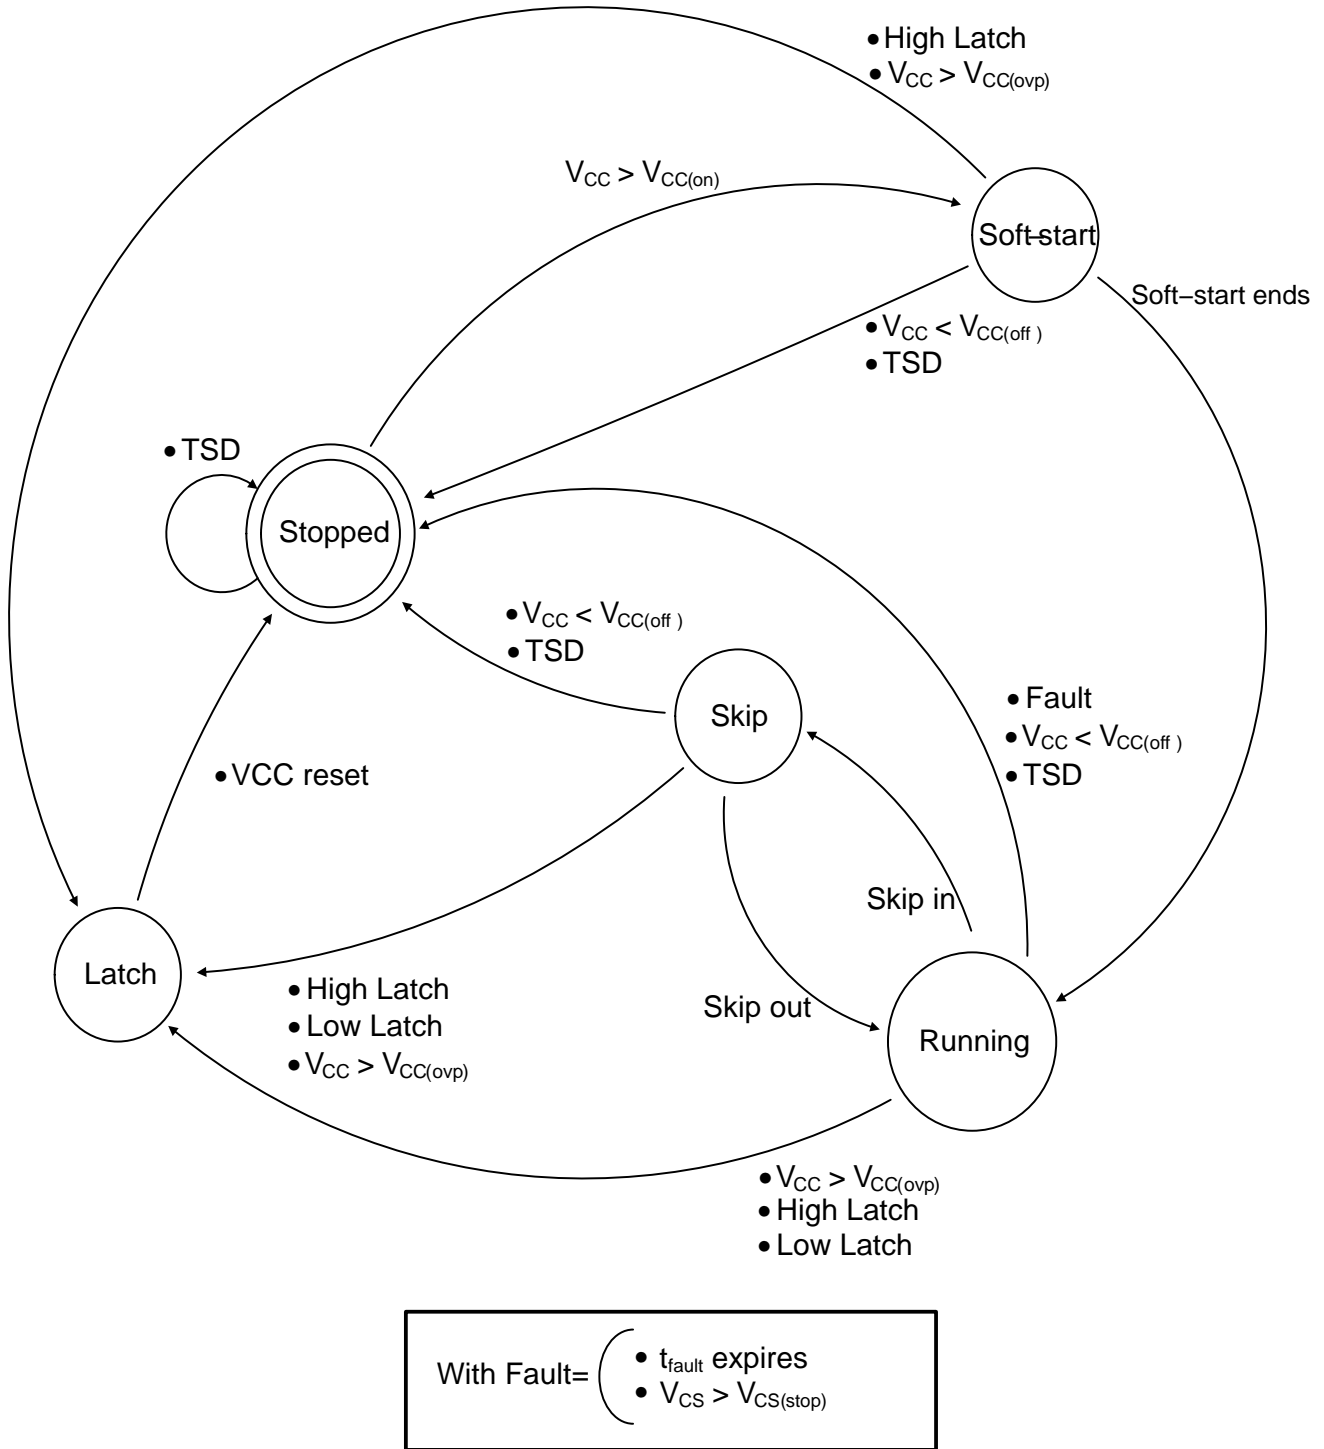 • High Latch
• VCC > VCC(ovp)
VCC > VCC(on)
Soft−start
Soft−start ends
• VCC < VCC(off )
• TSD
• TSD
Stopped
• VCC < VCC(off )
• TSD
Skip
• Fault
• VCC < VCC(off )
• TSD
• VCC reset
Skip in
Latch
• High Latch
• Low Latch
• VCC > VCC(ovp)
Skip out
Running
• VCC > VCC(ovp)
• High Latch
• Low Latch
With Fault=
• tfault expires
• VCS > VCS(stop)